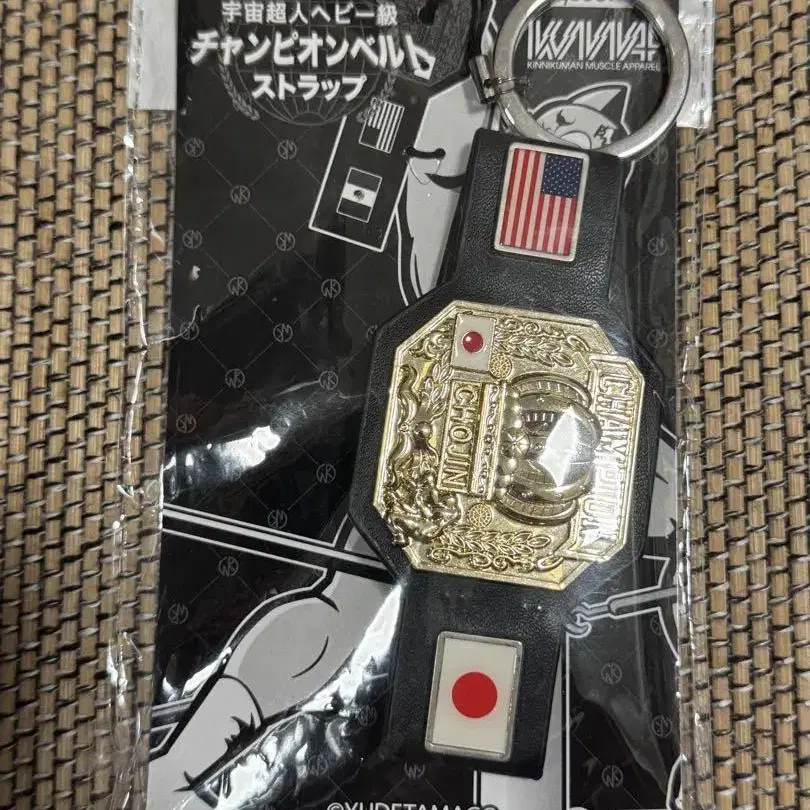 宇宙超人ヘビー級
チャンピオンベルト
ストラップ
KINNIKUMAN MUSCLE APPAREL
CHAMPION
CHOJIN
©YUDETAMAGO